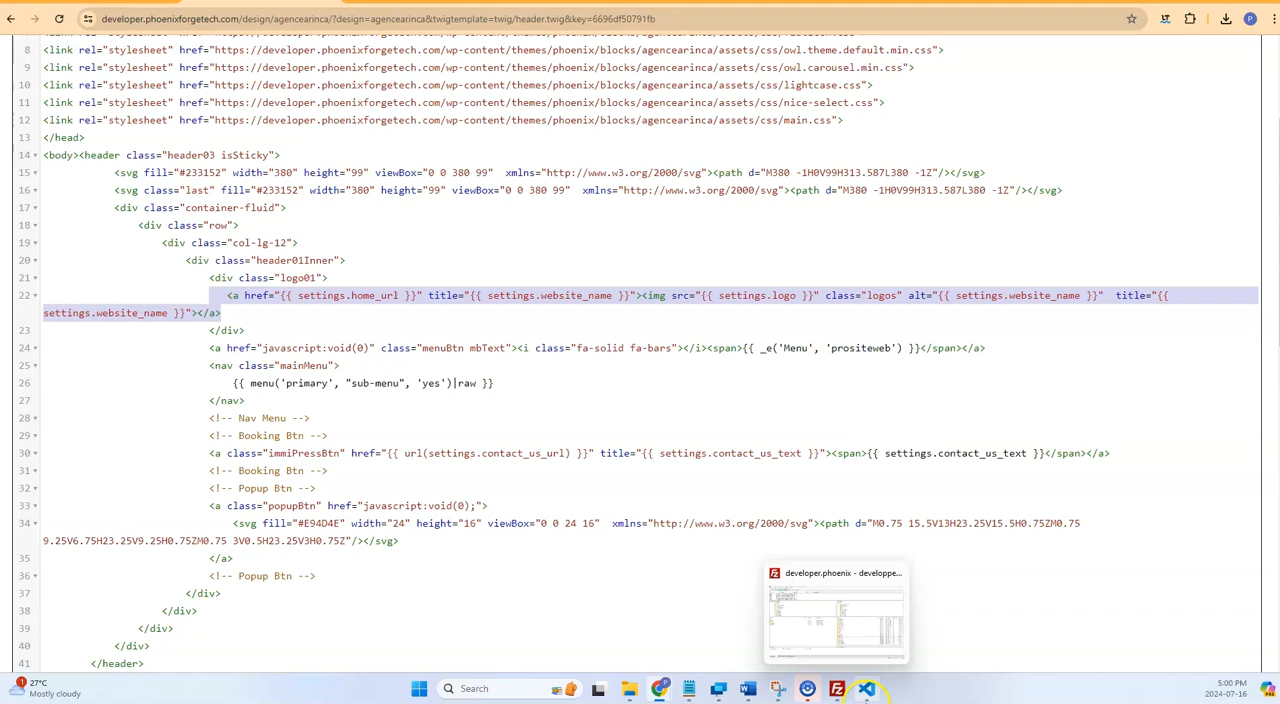 developer.phoenixforgetech.com/design/agencearinca/?design=agencearinca&twigtemplate=twig/header.twig&key=6696df50791fb
8 <link rel="stylesheet" href="https://developer.phoenixforgetech.com/wp-content/themes/phoenix/blocks/agencearinca/assets/css/owl.theme.default.min.css">
9 <link rel="stylesheet" href="https://developer.phoenixforgetech.com/wp-content/themes/phoenix/blocks/agencearinca/assets/css/owl.carousel.min.css">
10 <link rel="stylesheet" href="https://developer.phoenixforgetech.com/wp-content/themes/phoenix/blocks/agencearinca/assets/css/lightcase.css">
11 <link rel="stylesheet" href="https://developer.phoenixforgetech.com/wp-content/themes/phoenix/blocks/agencearinca/assets/css/nice-select.css">
12 <link rel="stylesheet" href="https://developer.phoenixforgetech.com/wp-content/themes/phoenix/blocks/agencearinca/assets/css/main.css">
13 </head>
14 <body><header class="header03 isSticky">
15 <svg fill="#233152" width="380" height="99" viewBox="0 0 380 99"  xmlns="http://www.w3.org/2000/svg"><path d="M380 -1H0V99H313.587L380 -1Z"/></svg>
16 <svg class="last" fill="#233152" width="380" height="99" viewBox="0 0 380 99"  xmlns="http://www.w3.org/2000/svg"><path d="M380 -1H0V99H313.587L380 -1Z"/></svg>
17 <div class="container-fluid">
18 <div class="row">
19 <div class="col-lg-12">
20 <div class="header01Inner">
21 <div class="logo01">
22 <a href="{{ settings.home_url }}" title="{{ settings.website_name }}"><img src="{{ settings.logo }}" class="logos" alt="{{ settings.website_name }}"  title="{{
settings.website_name }}"></a>
23 </div>
24 <a href="javascript:void(0)" class="menuBtn mbText"><i class="fa-solid fa-bars"></i><span>{{ _e('Menu', 'prositeweb') }}</span></a>
25 <nav class="mainMenu">
26 {{ menu('primary', "sub-menu", 'yes')|raw }}
27 </nav>
28 <!-- Nav Menu -->
29 <!-- Booking Btn -->
30 <a class="immiPressBtn" href="{{ url(settings.contact_us_url) }}" title="{{ settings.contact_us_text }}"><span>{{ settings.contact_us_text }}</span></a>
31 <!-- Booking Btn -->
32 <!-- Popup Btn -->
33 <a class="popupBtn" href="javascript:void(0);">
34 <svg fill="#E94D4E" width="24" height="16" viewBox="0 0 24 16"  xmlns="http://www.w3.org/2000/svg"><path d="M0.75 15.5V13H23.25V15.5H0.75ZM0.75
9.25V6.75H23.25V9.25H0.75ZM0.75 3V0.5H23.25V3H0.75Z"/></svg>
35 </a>
36 <!-- Popup Btn -->
37 </div>
38 </div>
39 </div>
40 </div>
41 </header>
developer.phoenix - developpe...
27°C
Mostly cloudy
Search
5:00 PM
2024-07-16